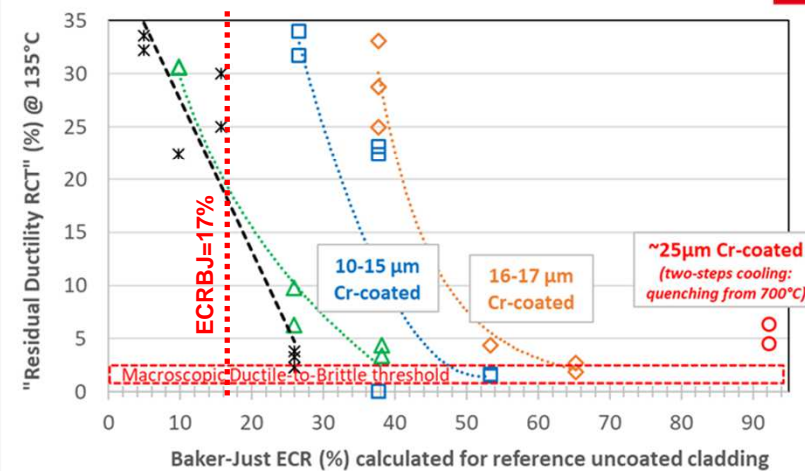 "Residual Ductility RCT" (%) @ 135°C
35
30
25
20
15
10
5
0
ECRBJ=17%
10-15 µm
Cr-coated
16-17 µm
Cr-coated
~25µm Cr-coated
(two-steps cooling:
quenching from 700°C)
Macroscopic Ductile-to-Brittle threshold
0 10 20 30 40 50 60 70 80 90
Baker-Just ECR (%) calculated for reference uncoated cladding